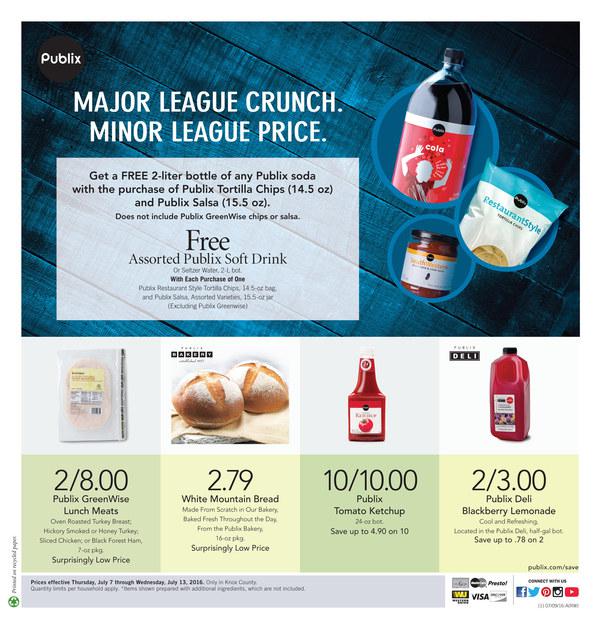 Publix
MAJOR LEAGUE CRUNCH.
MINOR LEAGUE PRICE.
Get a FREE 2-liter bottle of any Publix soda
with the purchase of Publix Tortilla Chips (14.5 oz)
and Publix Salsa (15.5 oz).
Does not include Publix GreenWise chips or salsa.
Free
Assorted Publix Soft Drink
Or Seltzer Water, 2-L bot.
With Each Purchase of One
Publix Restaurant Style Tortilla Chips, 14.5-oz bag,
and Publix Salsa, Assorted Varieties, 15.5-oz jar
(Excluding Publix Greenwise)
Publix
cola
Publix
RestaurantStyle
TORTILLA CHIPS
PUBLIX
BAKERY
PUBLIX
DELI
Publix
Ketchup
2/8.00
Publix GreenWise
Lunch Meats
Oven Roasted Turkey Breast;
Hickory Smoked or Honey Turkey;
Sliced Chicken; or Black Forest Ham,
7-oz pkg.
Surprisingly Low Price
2.79
White Mountain Bread
Made From Scratch in Our Bakery,
Baked Fresh Throughout the Day,
From the Publix Bakery,
16-oz pkg.
Surprisingly Low Price
10/10.00
Publix
Tomato Ketchup
24-oz bot.
Save up to 4.90 on 10
2/3.00
Publix Deli
Blackberry Lemonade
Cool and Refreshing,
Located in the Publix Deli, half-gal bot.
Save up to .78 on 2
publix.com/save
Printed on recycled paper.
Prices effective Thursday, July 7 through Wednesday, July 13, 2016. Only in Knox County.
Quantity limits per household apply. *Items shown prepared with additional ingredients, which are not included.
Presto!
WU
WESTERN UNION
VISA
DISCOVER
CONNECT WITH US
(1) 07/09/16-A(RM)